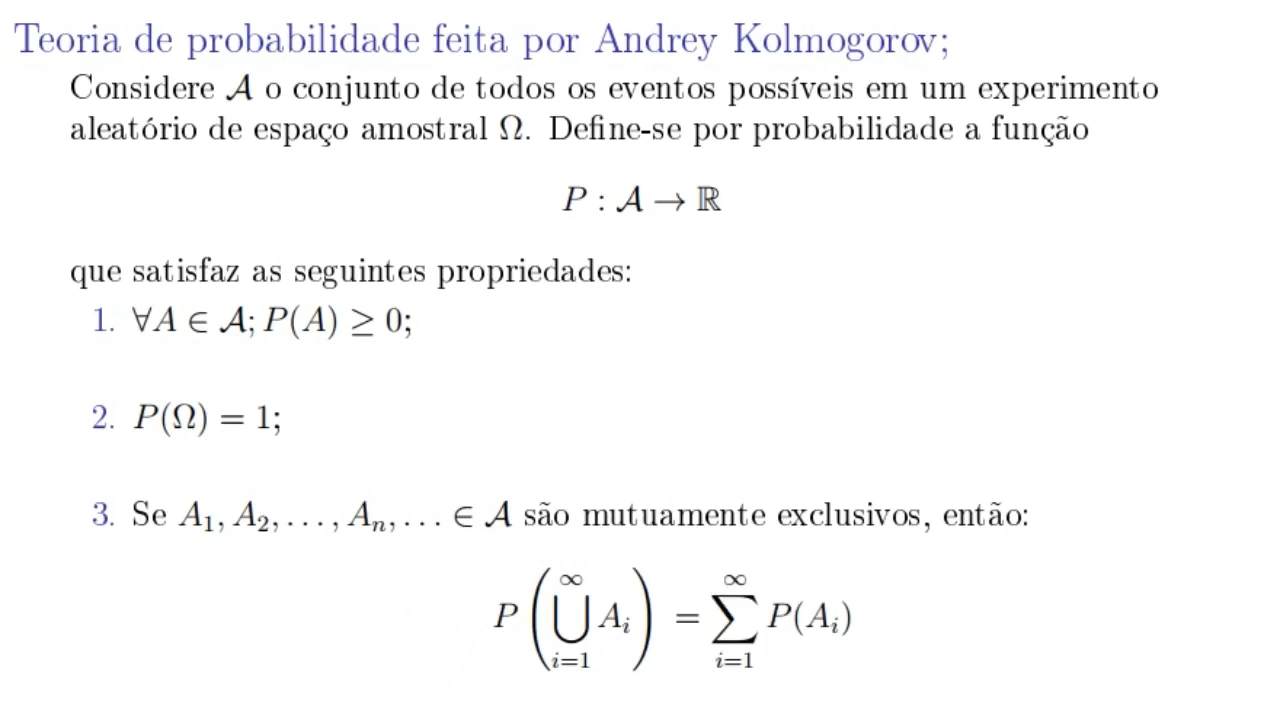 Teoria de probabilidade feita por Andrey Kolmogorov;
Considere 𝒜 o conjunto de todos os eventos possíveis em um experimento
aleatório de espaço amostral Ω. Define-se por probabilidade a função
P : 𝒜 → ℝ
que satisfaz as seguintes propriedades:
1. ∀A ∈ 𝒜; P(A) ≥ 0;
2. P(Ω) = 1;
3. Se A₁, A₂, . . . , Aₙ, . . . ∈ 𝒜 são mutuamente exclusivos, então:
P(⋃_{i=1}^{∞} A_i) = ∑_{i=1}^{∞} P(A_i)